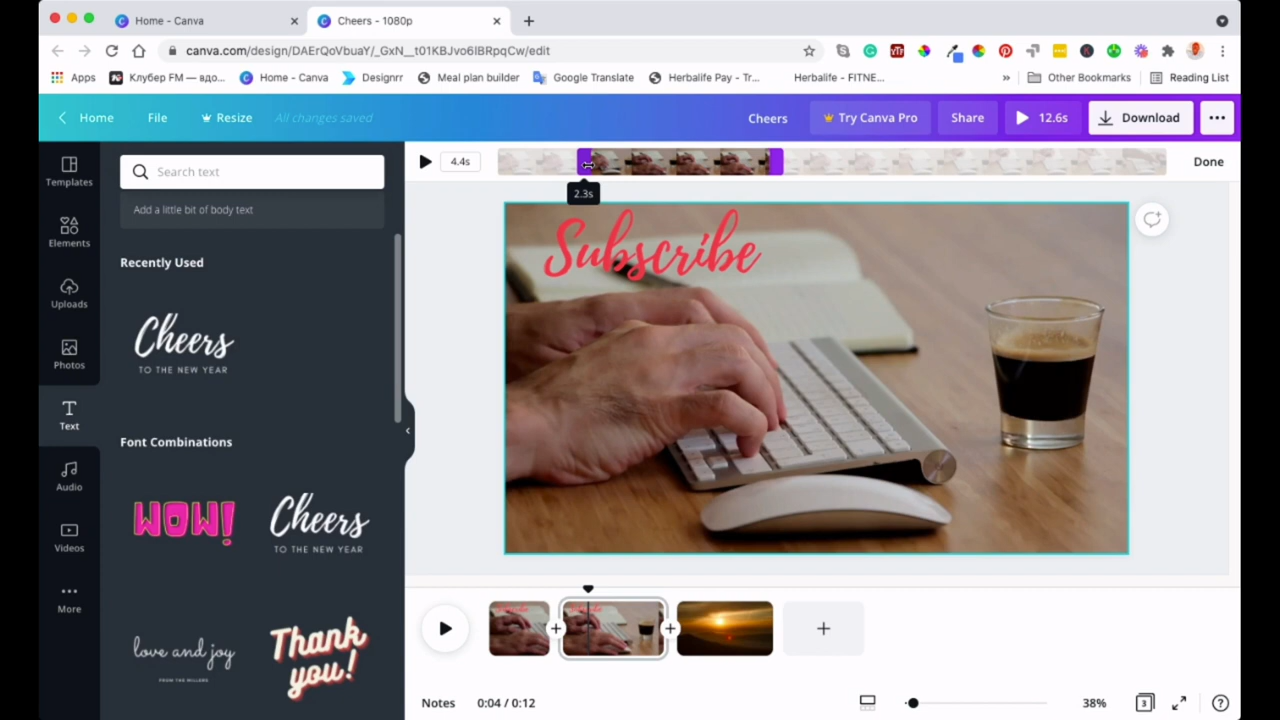 Home - Canva
Cheers - 1080p
canva.com/design/DAErQoVbuaY/_GxN__t01KBJvo6lBRpqCw/edit
Apps
Клубер FM — вдо...
Home - Canva
Designrr
Meal plan builder
Google Translate
Herbalife Pay - Tr...
Herbalife - FITNE...
»
Other Bookmarks
Reading List
Home
File
Resize
All changes saved
Cheers
Try Canva Pro
Share
12.6s
Download
Templates
Elements
Uploads
Photos
Text
Audio
Videos
More
Search text
Add a little bit of body text
Recently Used
Cheers
TO THE NEW YEAR
Font Combinations
WOW!
Cheers
TO THE NEW YEAR
love and joy
Thank
you!
4.4s
Done
2.3s
Subscribe
Notes
0:04 / 0:12
38%
3